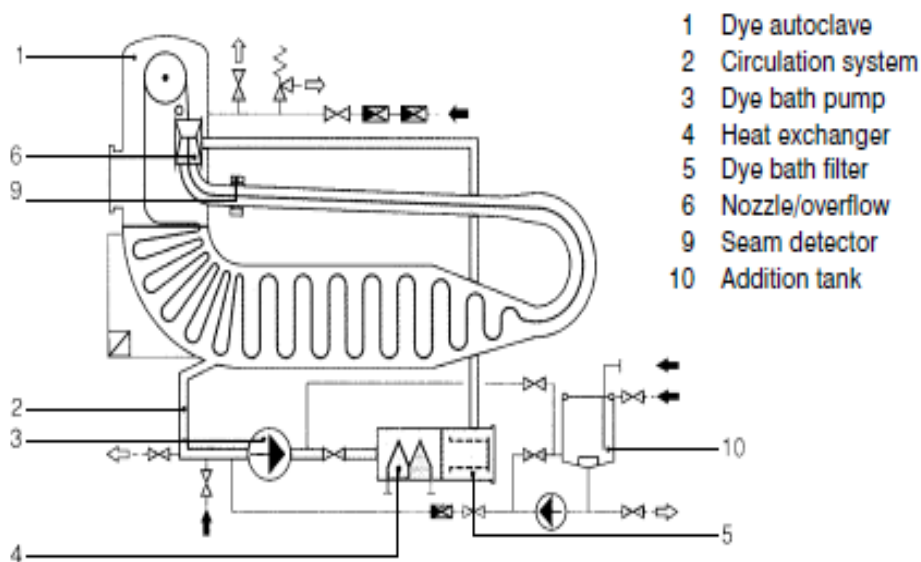 1 Dye autoclave
2 Circulation system
3 Dye bath pump
4 Heat exchanger
5 Dye bath filter
6 Nozzle/overflow
9 Seam detector
10 Addition tank
1
6
9
2
3
10
5
4